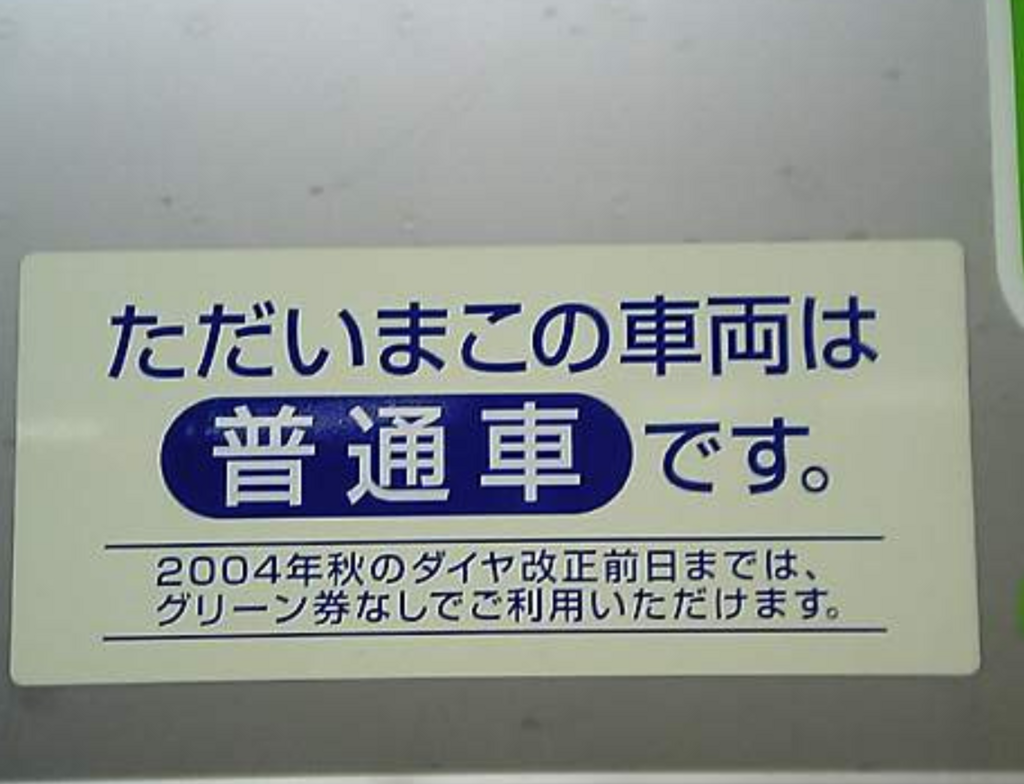 ただいまこの車両は
普通車です。
2004年秋のダイヤ改正前日までは、
グリーン券なしでご利用いただけます。